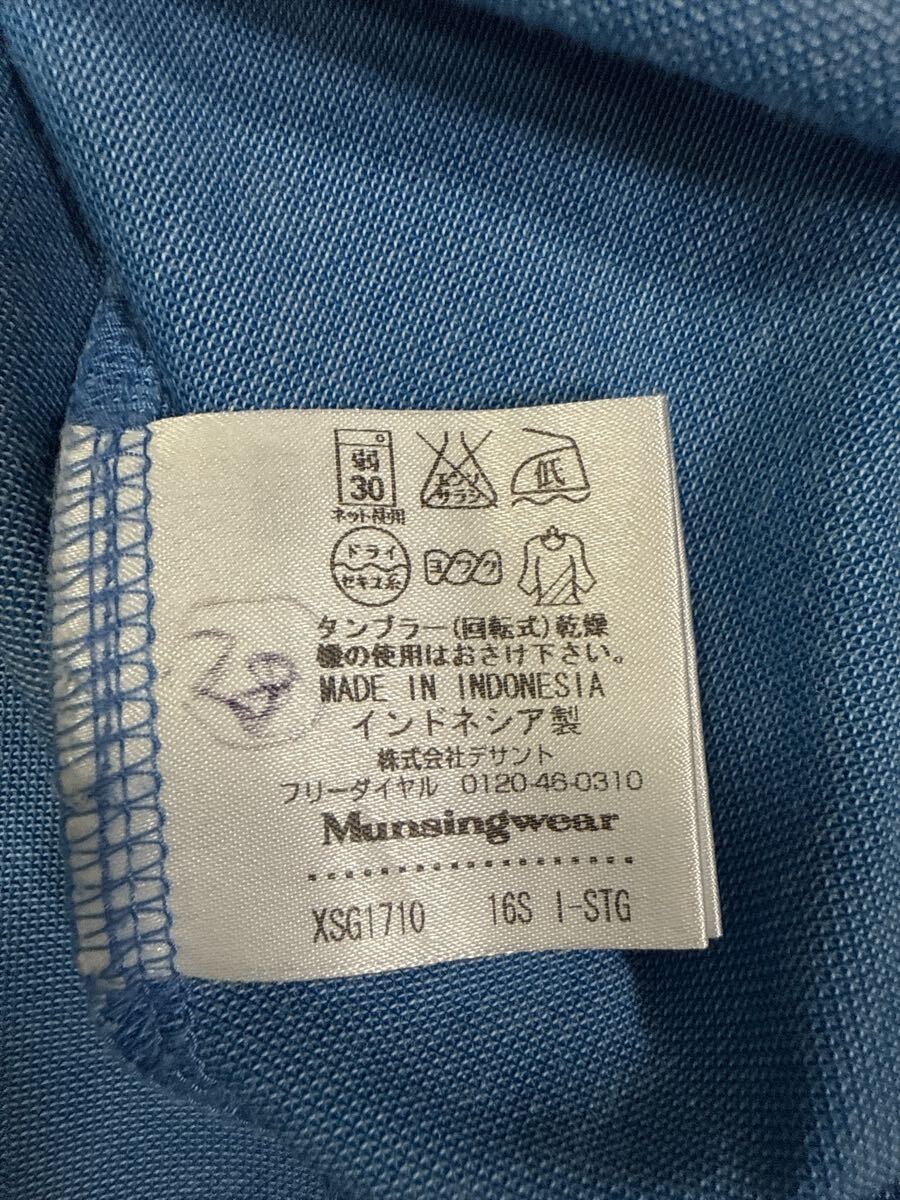 弱
30
ネット使用
エンソ
サラシ
低
ドライ
セキユ系
ヨワク
タンブラー(回転式)乾燥
機の使用はおさけ下さい。
MADE IN INDONESIA
インドネシア製
株式会社デサント
フリーダイヤル 0120-46-0310
Munsingwear
XSG1710 16S I-STG